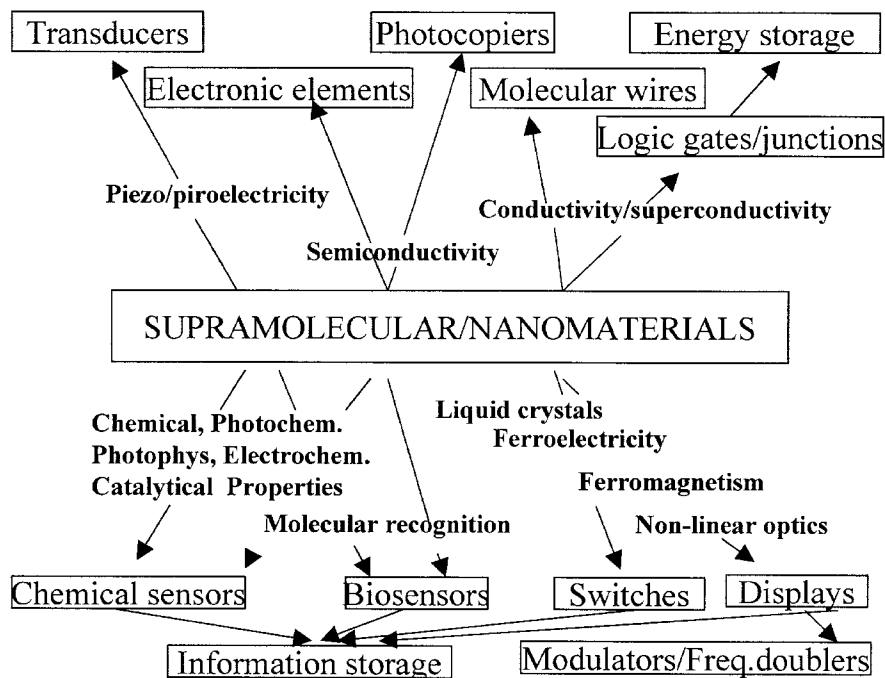 Transducers
Photocopiers
Energy storage
Electronic elements
Molecular wires
Logic gates/junctions
Piezo/piroelectricity
Conductivity/superconductivity
Semiconductivity
SUPRAMOLECULAR/NANOMATERIALS
Chemical, Photochem.
Photophys, Electrochem.
Catalytical Properties
Liquid crystals
Ferroelectricity
Ferromagnetism
Molecular recognition
Non-linear optics
Chemical sensors
Biosensors
Switches
Displays
Information storage
Modulators/Freq.doublers